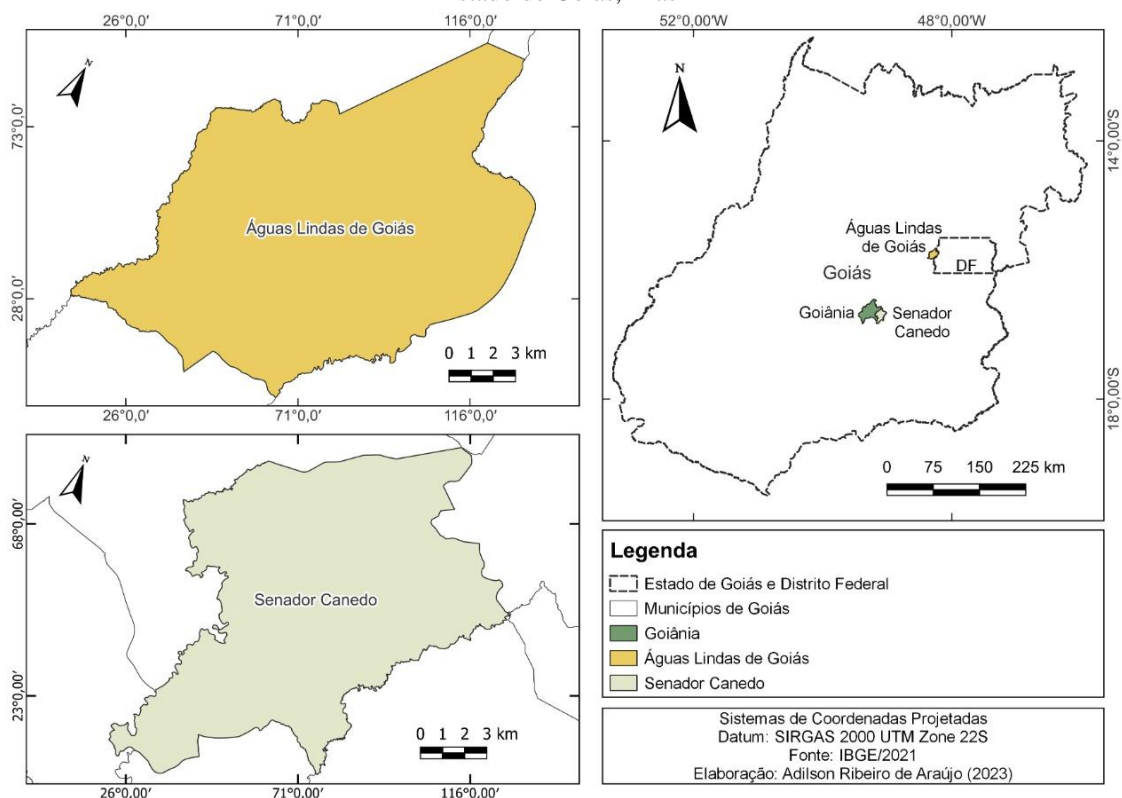 26°0,0' 71°0,0' 116°0,0'
N
73°0,0'
28°0,0'
Águas Lindas de Goiás
0 1 2 3 km
26°0,0' 71°0,0' 116°0,0'
N
68°0,00'
23°0,00'
Senador Canedo
0 1 2 3 km
26°0,00' 71°0,00' 116°0,00'
52°0,00'W 48°0,00'W
N
14°0,00'S
18°0,00'S
Águas Lindas
de Goiás
DF
Goiás
Goiânia
Senador
Canedo
0 75 150 225 km
Legenda
Estado de Goiás e Distrito Federal
Municípios de Goiás
Goiânia
Águas Lindas de Goiás
Senador Canedo
Sistemas de Coordenadas Projetadas
Datum: SIRGAS 2000 UTM Zone 22S
Fonte: IBGE/2021
Elaboração: Adilson Ribeiro de Araújo (2023)